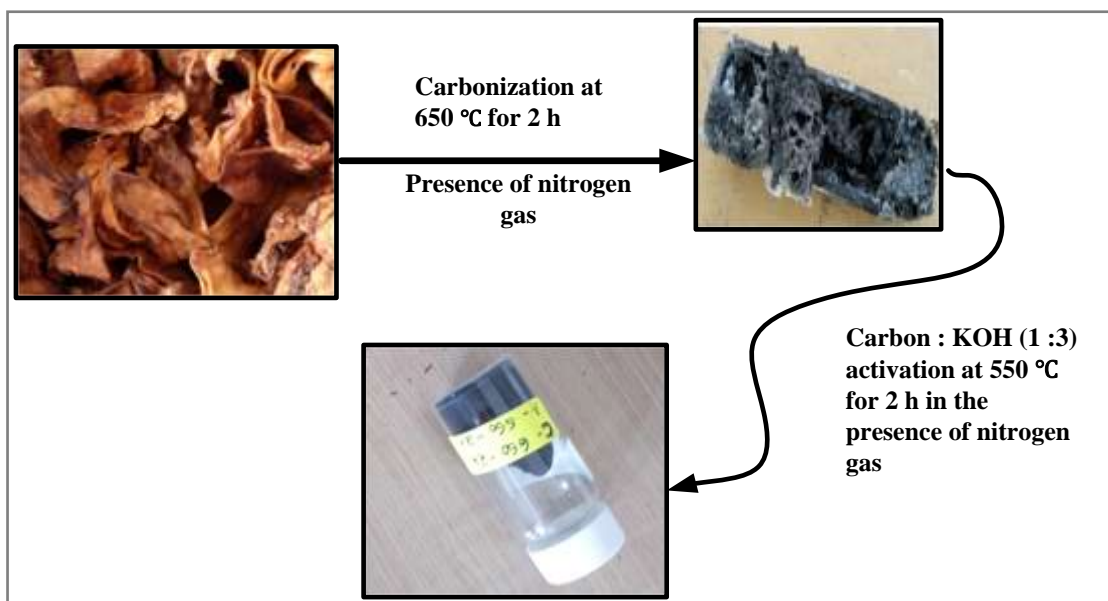 Carbonization at
650 ℃ for 2 h
Presence of nitrogen
gas
Carbon : KOH (1 :3)
activation at 550 ℃
for 2 h in the
presence of nitrogen
gas